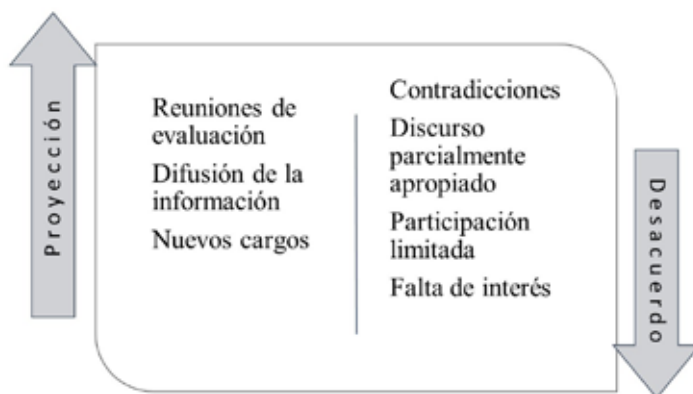 Proyección
Reuniones de
evaluación
Difusión de la
información
Nuevos cargos
Contradicciones
Discurso
parcialmente
apropiado
Participación
limitada
Falta de interés
Desacuerdo